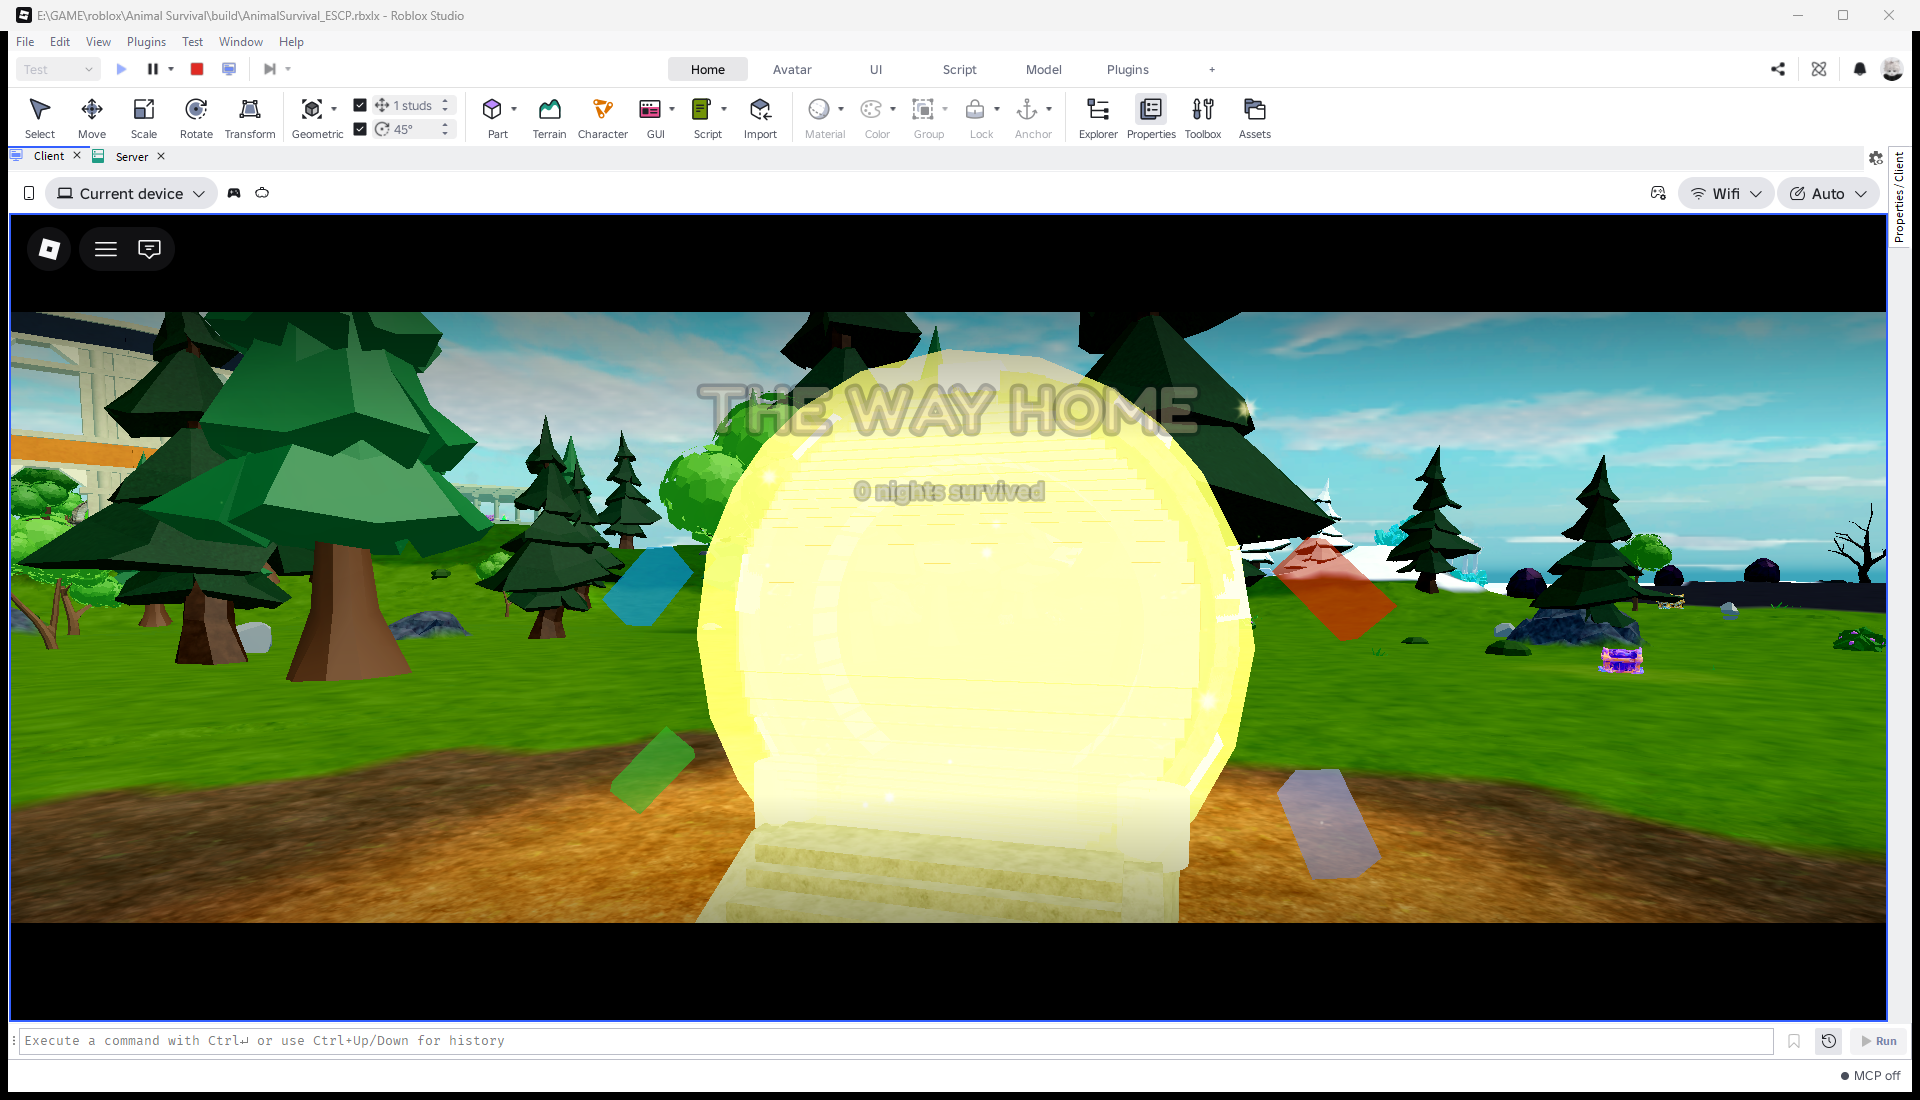 E:\GAME\roblox\Animal Survival\build\AnimalSurvival_ESCP.rbxlx - Roblox Studio
File Edit View Plugins Test Window Help
Test
Home Avatar UI Script Model Plugins +
1 studs
45°
Select Move Scale Rotate Transform Geometric Part Terrain Character GUI Script Import Material Color Group Lock Anchor Explorer Properties Toolbox Assets
Client Server
Properties / Client
Current device Wifi Auto
THE WAY HOME
0 nights survived
Execute a command with Ctrl↵ or use Ctrl+Up/Down for history
Run
MCP off